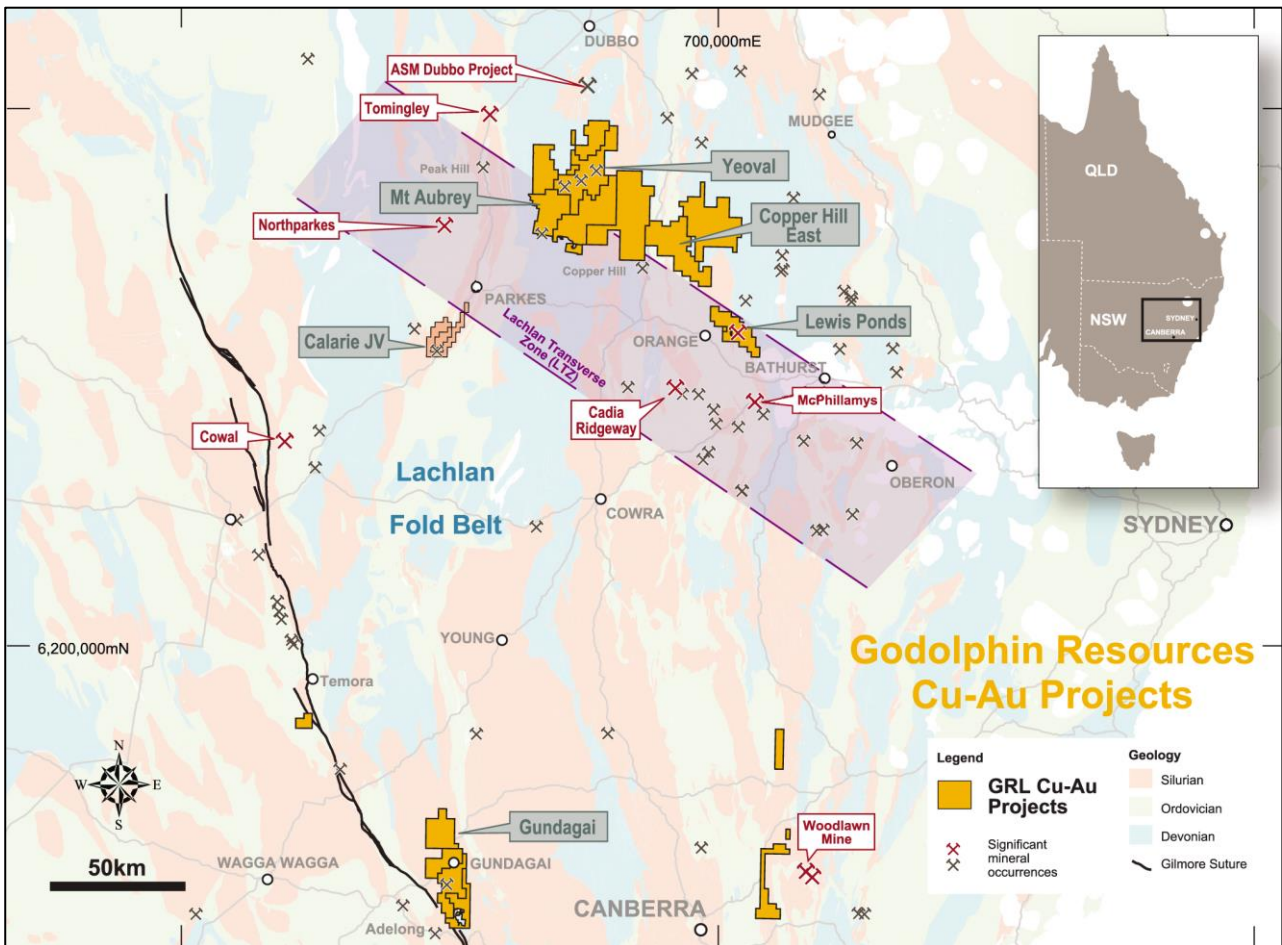 DUBBO
700,000mE
ASM Dubbo Project
Tomingley
MUDGEE
QLD
Peak Hill
Yeoval
Mt Aubrey
Northparkes
Copper Hill
East
Copper Hill
PARKES
NSW
SYDNEY
CANBERRA
Lachlan Transverse
Zone (LTZ)
Calarie JV
ORANGE
Lewis Ponds
BATHURST
Cadia
Ridgeway
McPhillamys
Cowal
Lachlan
Fold Belt
OBERON
COWRA
SYDNEY
YOUNG
6,200,000mN
Godolphin Resources
Cu-Au Projects
Temora
N
W
E
S
Legend
GRL Cu-Au
Projects
Significant
mineral
occurrences
Geology
Silurian
Ordovician
Devonian
Gilmore Suture
Gundagai
Woodlawn
Mine
50km
WAGGA WAGGA
GUNDAGAI
CANBERRA
Adelong